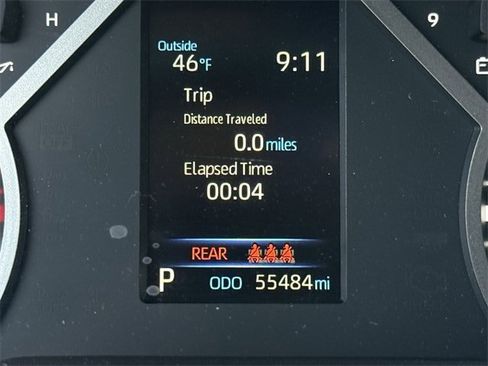 H
9
Outside
46°F 9:11
Trip
Distance Traveled
0.0 miles
Elapsed Time
00:04
REAR
P ODO 55484 mi